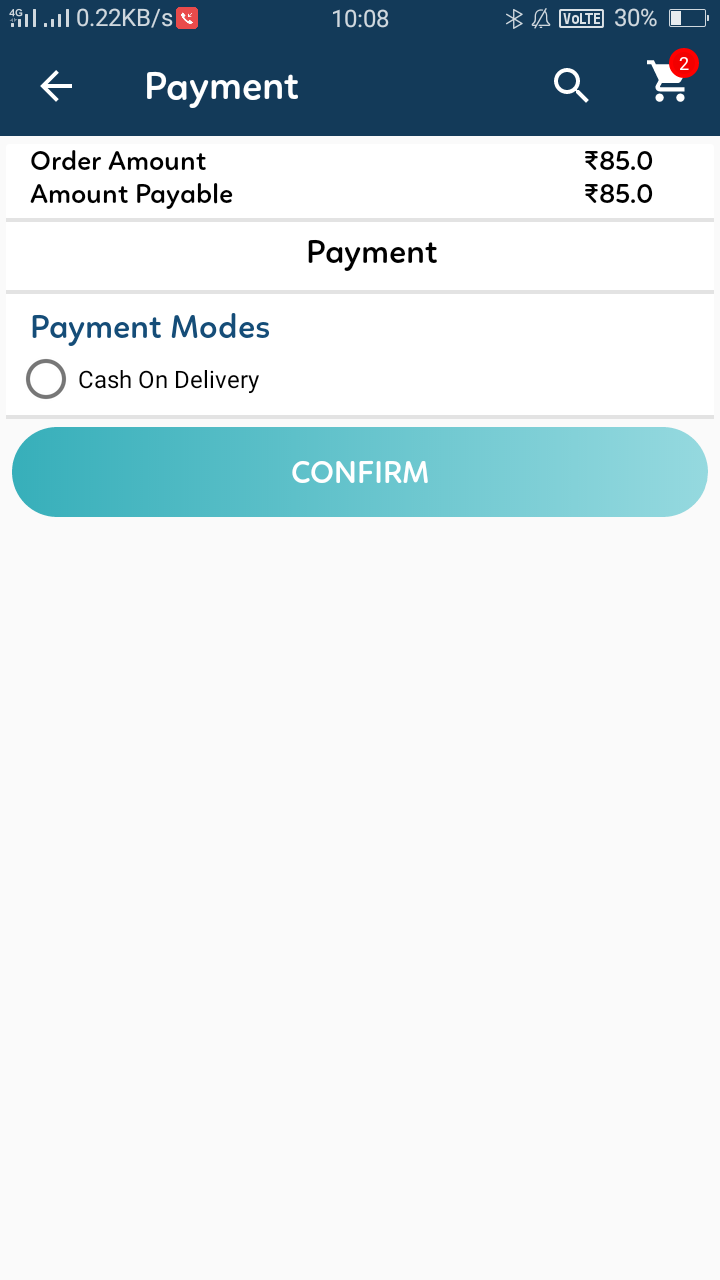 4G 0.22KB/s 10:08 VoLTE 30%
Payment 2
Order Amount ₹85.0
Amount Payable ₹85.0
Payment
Payment Modes
Cash On Delivery
CONFIRM